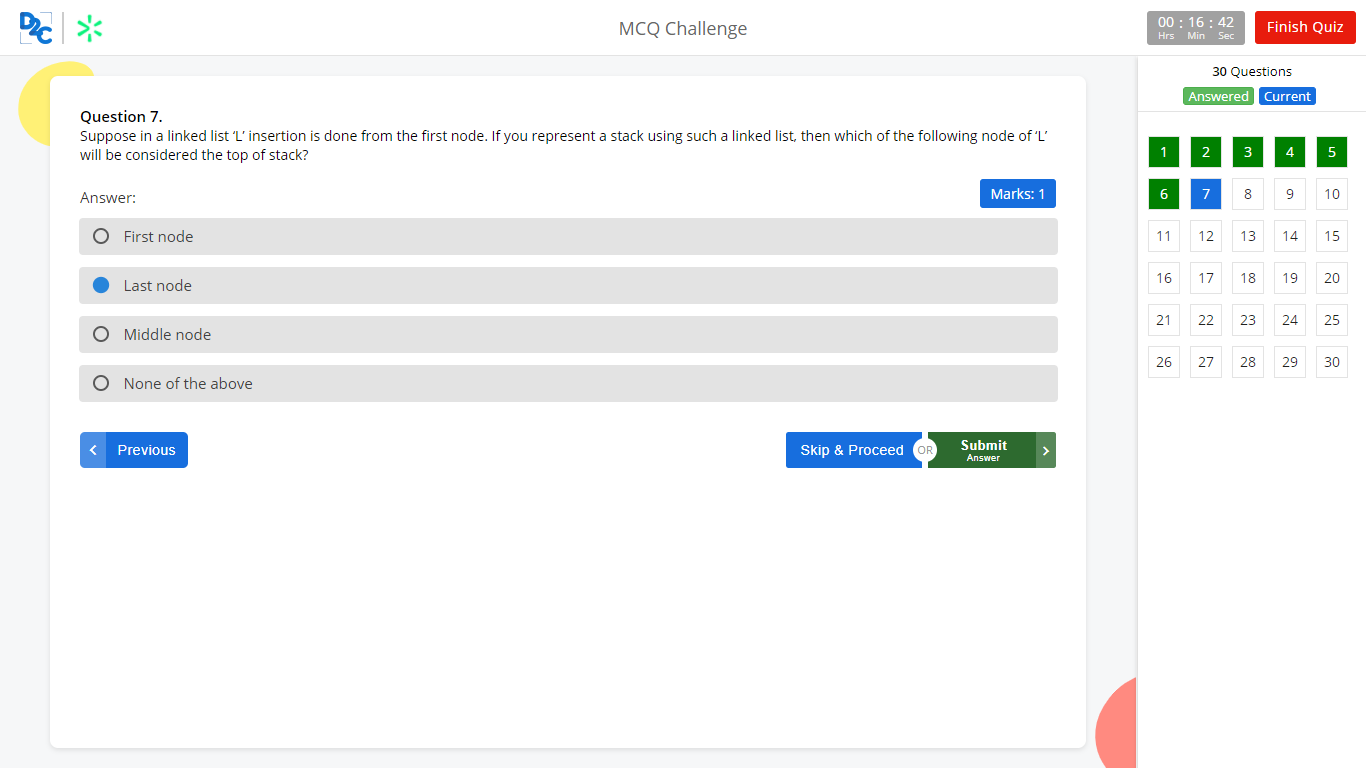 D2C
MCQ Challenge
00 : 16 : 42
Hrs Min Sec
Finish Quiz
30 Questions
Answered Current
Question 7.
Suppose in a linked list ‘L’ insertion is done from the first node. If you represent a stack using such a linked list, then which of the following node of ‘L’
will be considered the top of stack?
Answer:
Marks: 1
First node
Last node
Middle node
None of the above
Previous
Skip & Proceed
OR
Submit
Answer
1 2 3 4 5
6 7 8 9 10
11 12 13 14 15
16 17 18 19 20
21 22 23 24 25
26 27 28 29 30